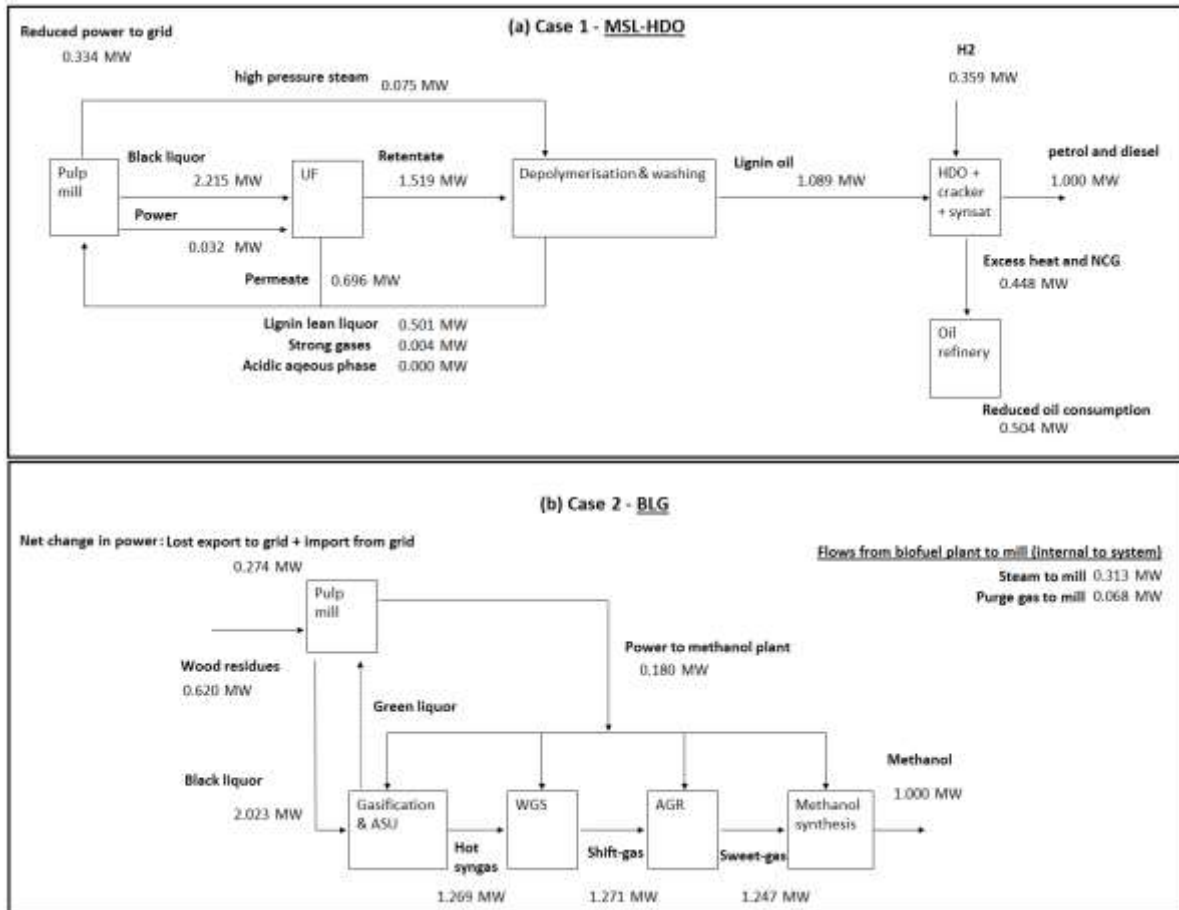 (a) Case 1 - MSL-HDO
Reduced power to grid
0.334 MW
H2
0.359 MW
high pressure steam
0.075 MW
Pulp
mill
Black liquor
2.215 MW
Power
0.032 MW
UF
Retentate
1.519 MW
Depolymerisation & washing
Lignin oil
1.089 MW
HDO +
cracker
+ synsat
petrol and diesel
1.000 MW
Permeate
0.696 MW
Excess heat and NCG
0.448 MW
Lignin lean liquor 0.501 MW
Strong gases 0.004 MW
Acidic aqeous phase 0.000 MW
Oil
refinery
Reduced oil consumption
0.504 MW
(b) Case 2 - BLG
Net change in power: Lost export to grid + import from grid
0.274 MW
Flows from biofuel plant to mill (internal to system)
Steam to mill 0.313 MW
Purge gas to mill 0.068 MW
Pulp
mill
Wood residues
0.620 MW
Power to methanol plant
0.180 MW
Green liquor
Black liquor
2.023 MW
Gasification
& ASU
Hot
syngas
1.269 MW
WGS
Shift-gas
1.271 MW
AGR
Sweet-gas
1.247 MW
Methanol
synthesis
Methanol
1.000 MW